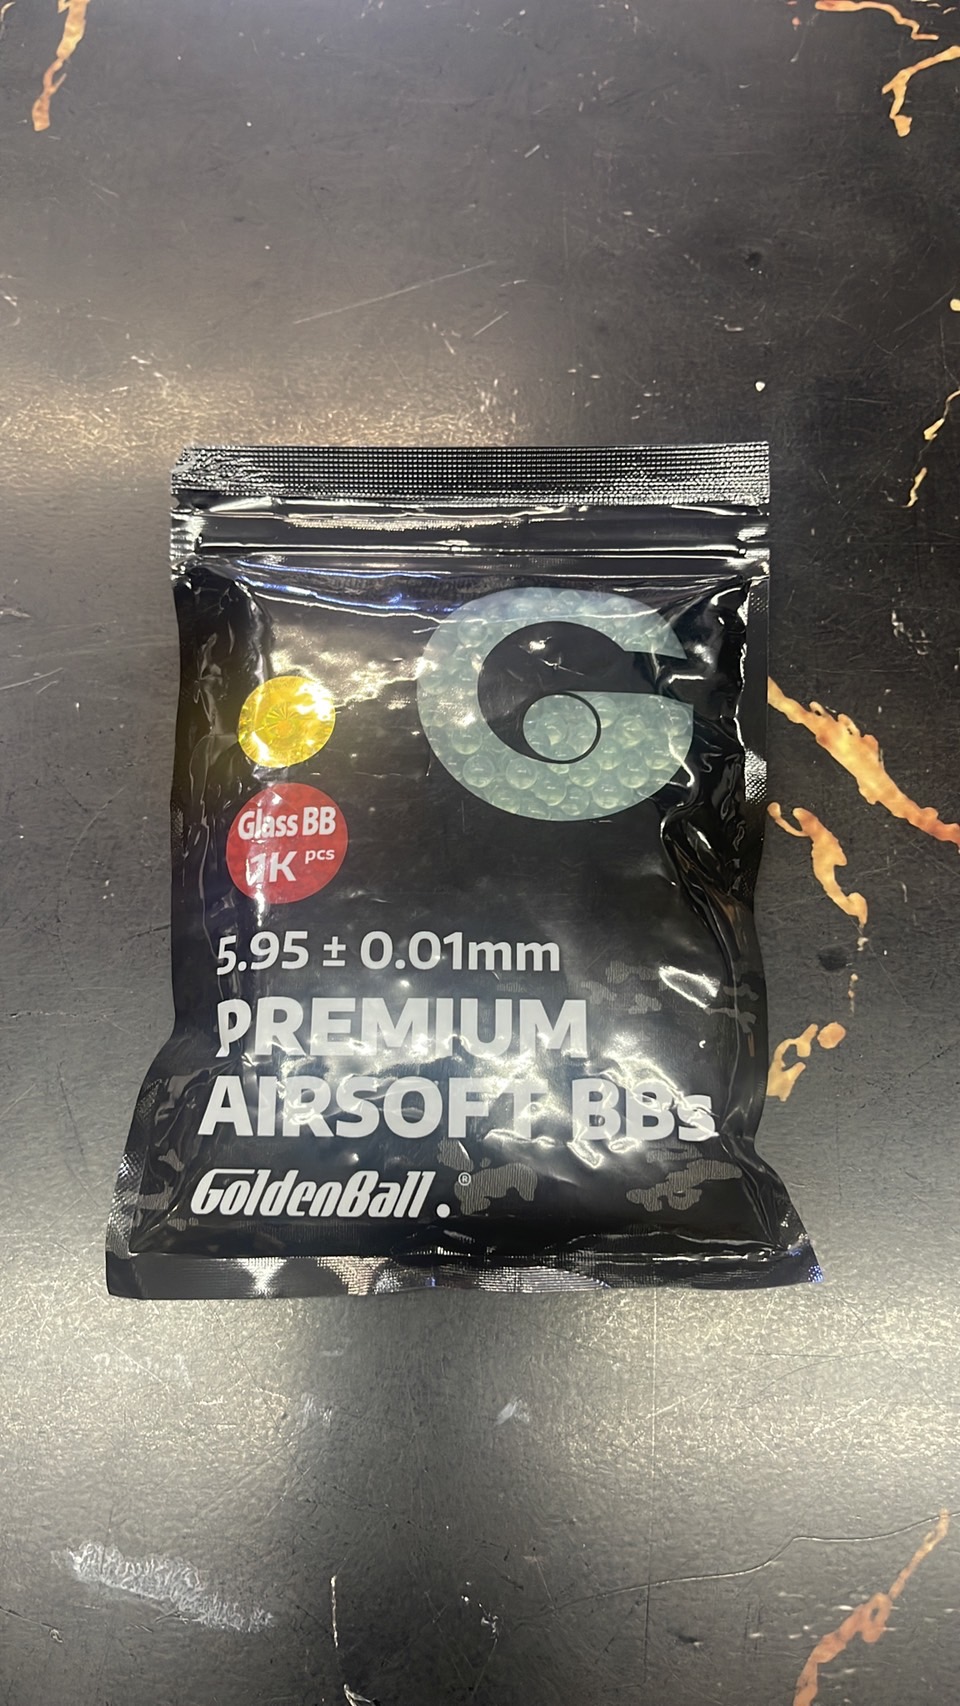 G
Glass BB
1K pcs
5.95 ± 0.01mm
PREMIUM
AIRSOFT BBs
GoldenBall.®